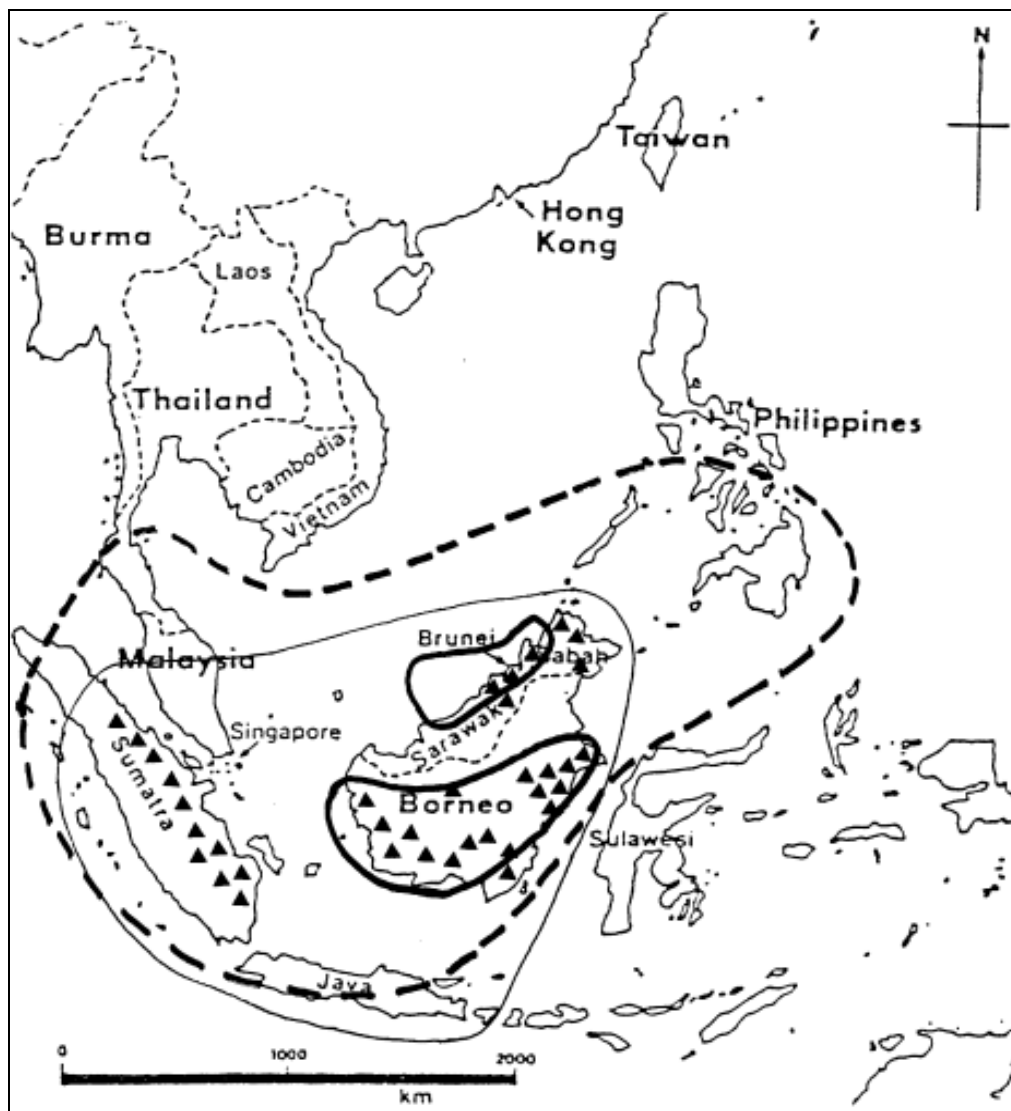 N
Taiwan
Hong
Kong
Burma
Laos
Thailand
Philippines
Cambodia
Vietnam
Brunei
Sabah
Malaysia
Sarawak
Singapore
Sumatra
Borneo
Sulawesi
Java
0 1000 2000
km